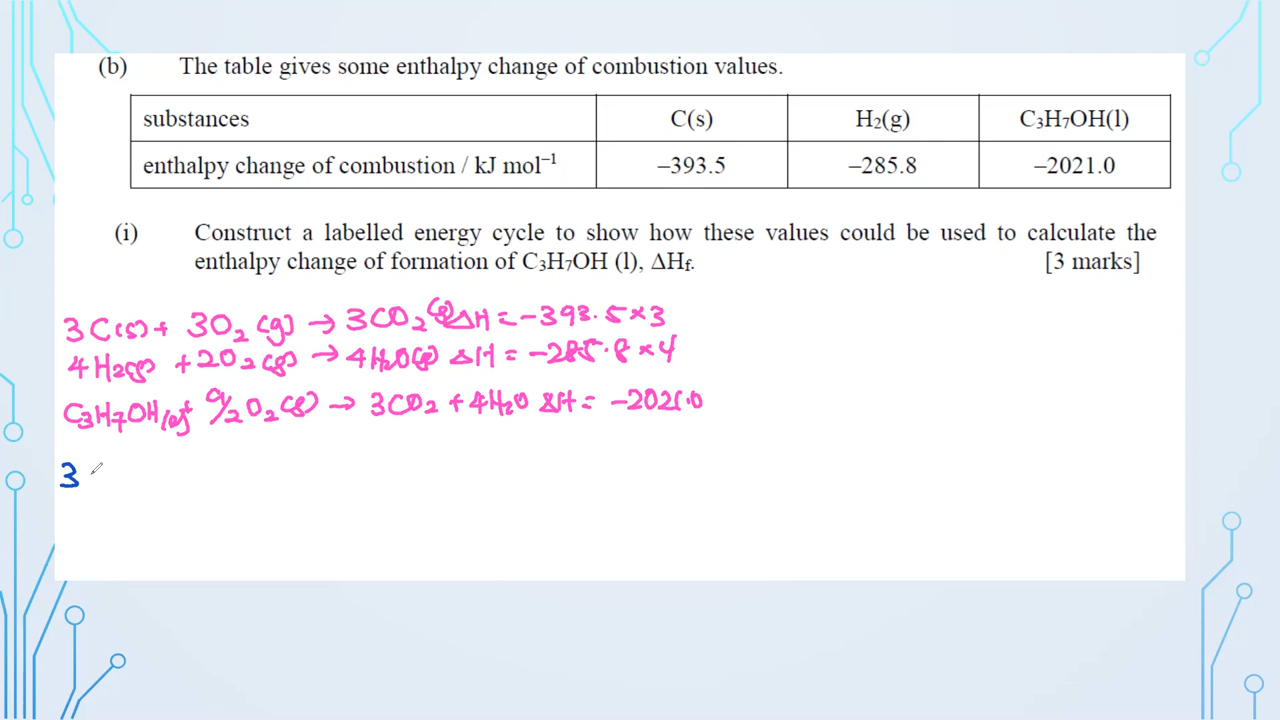 (b) The table gives some enthalpy change of combustion values.
substances C(s) H₂(g) C₃H₇OH(l)
enthalpy change of combustion / kJ mol⁻¹ –393.5 –285.8 –2021.0
(i) Construct a labelled energy cycle to show how these values could be used to calculate the
enthalpy change of formation of C₃H₇OH (l), ΔHf. [3 marks]
3C(s) + 3O₂(g) → 3CO₂(g) ΔH = -393.5×3
4H₂(g) + 2O₂(g) → 4H₂O(l) ΔH = -285.8×4
C₃H₇OH(l) + 9/2O₂(g) → 3CO₂ + 4H₂O ΔH = -2021.0
3